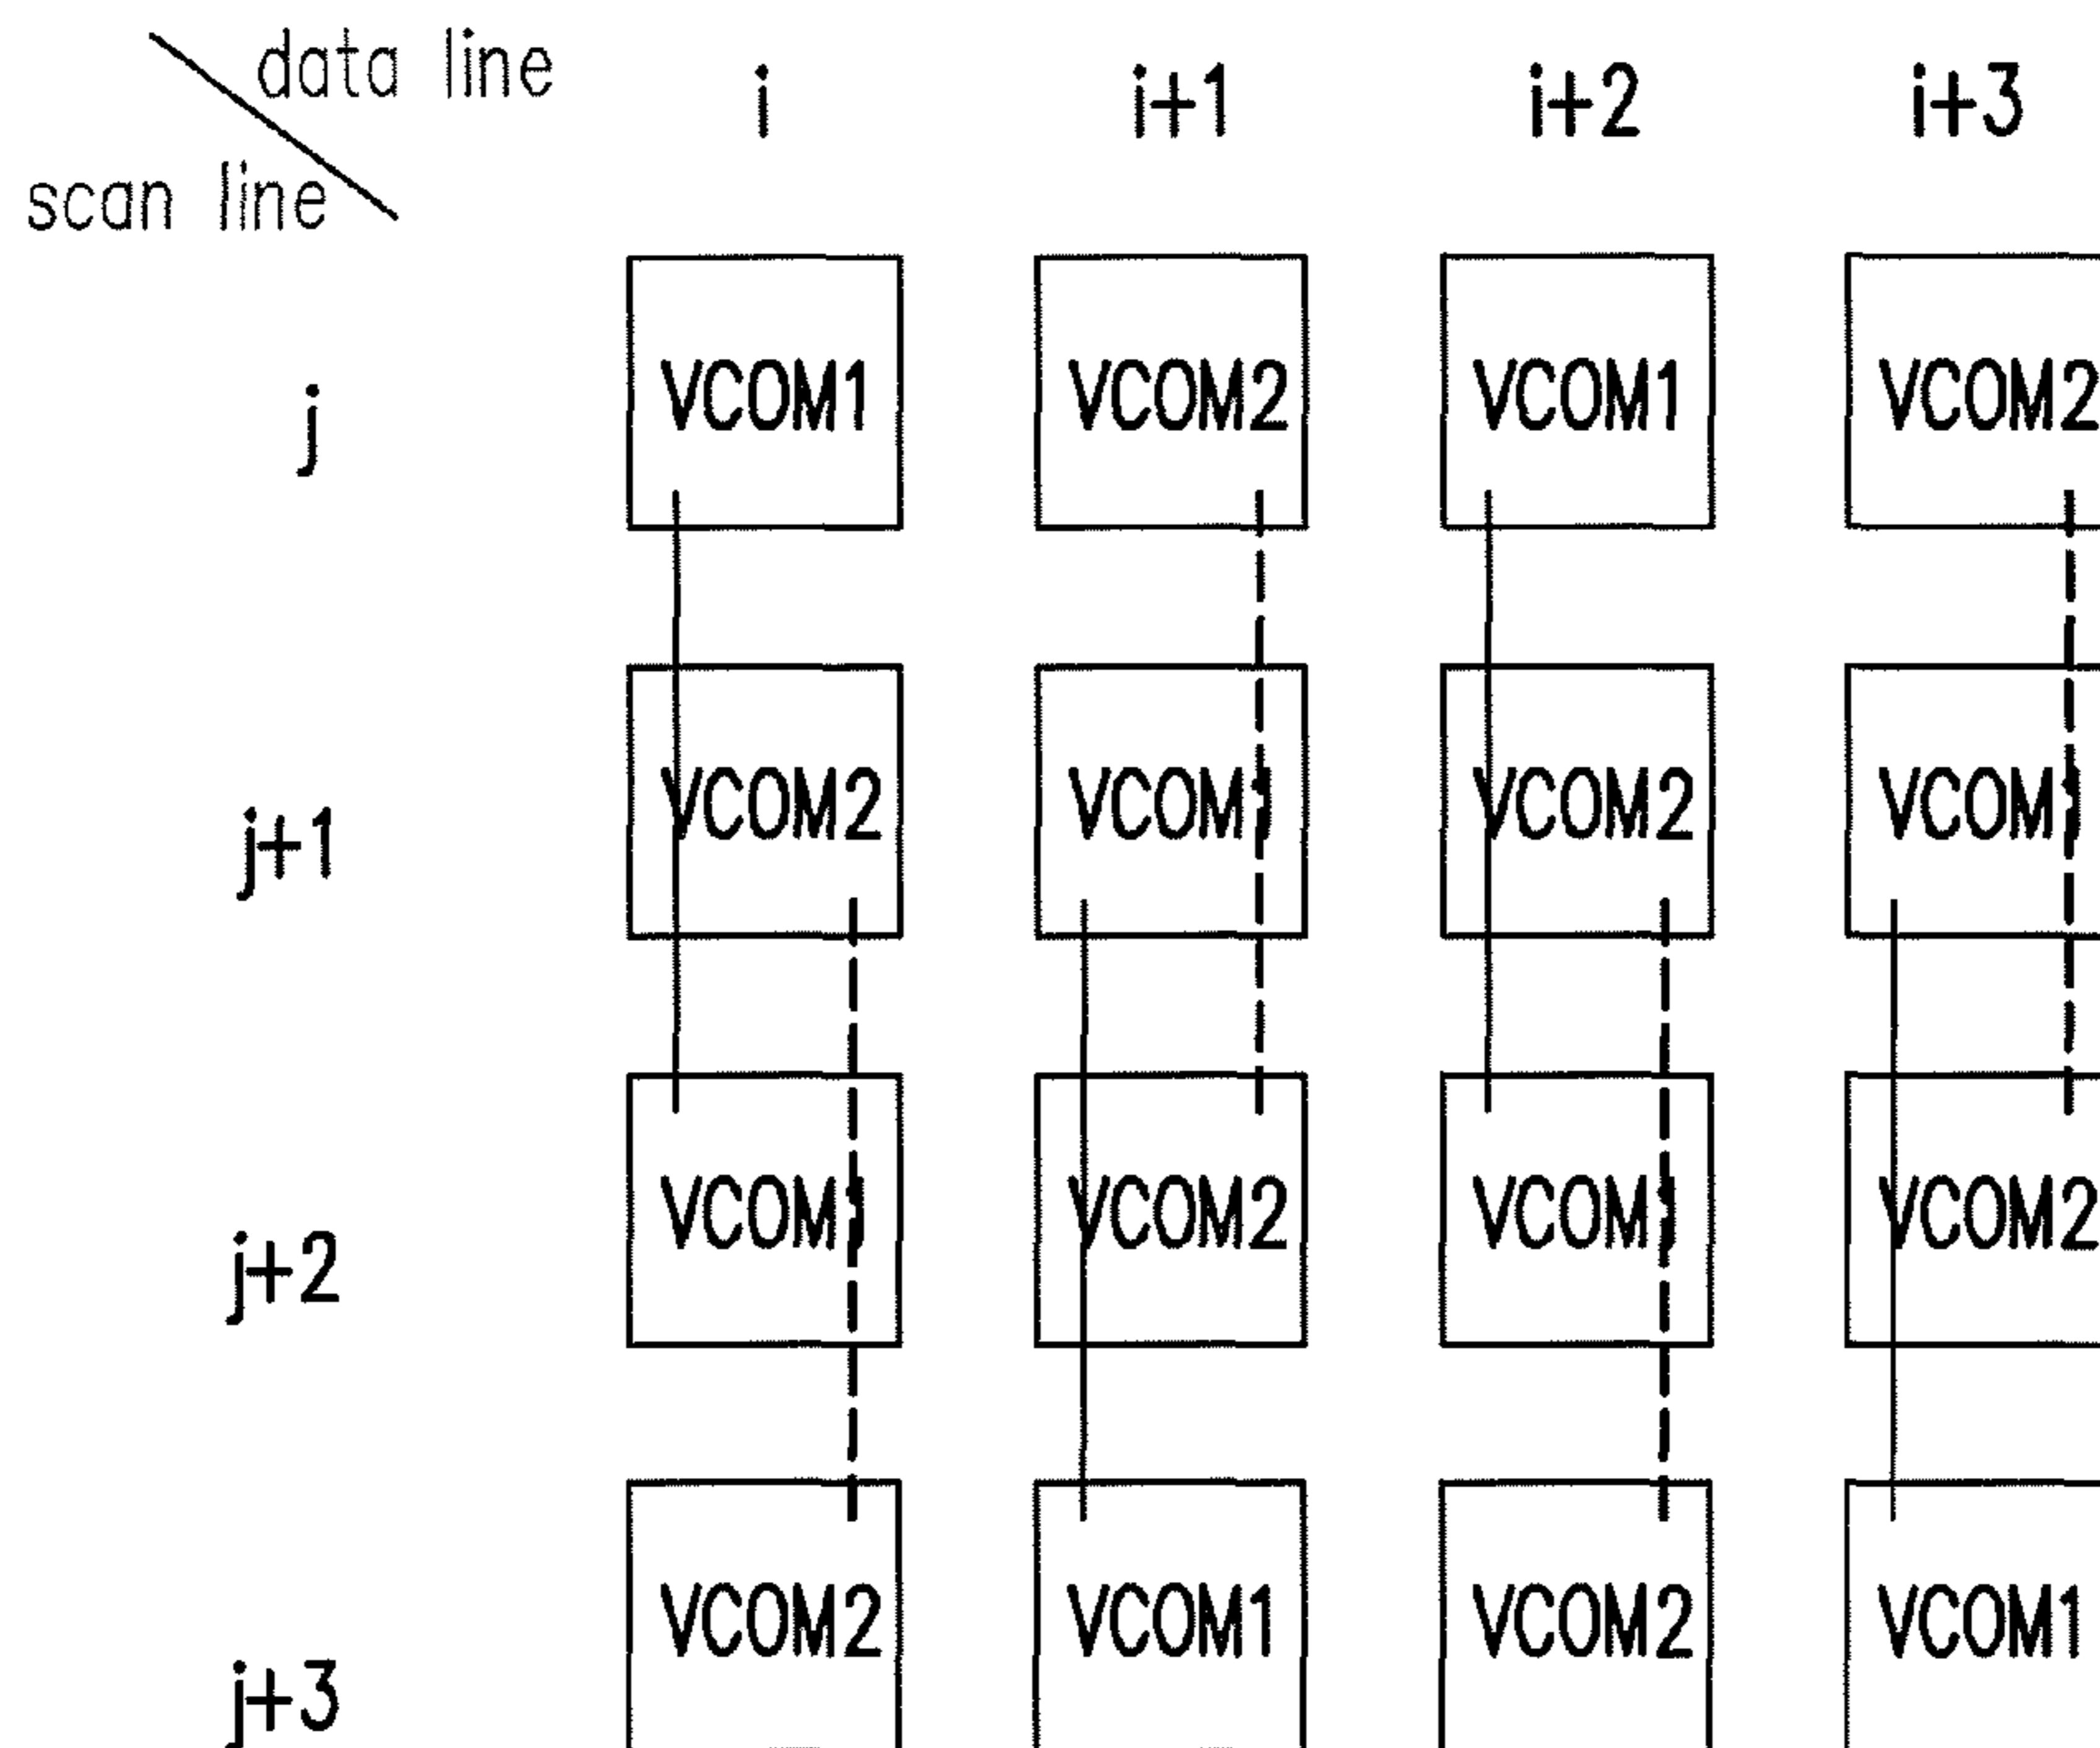 data line
scan line
i i+1 i+2 i+3
j VCOM1 VCOM2 VCOM1 VCOM2
j+1 VCOM2 VCOM1 VCOM2 VCOM1
j+2 VCOM1 VCOM2 VCOM1 VCOM2
j+3 VCOM2 VCOM1 VCOM2 VCOM1